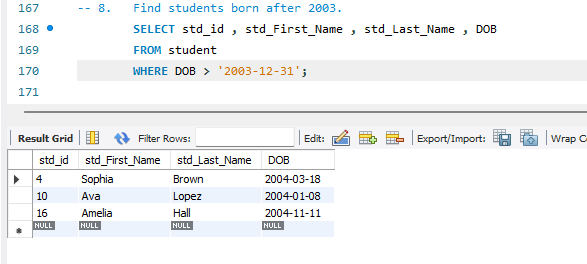 167 -- 8. Find students born after 2003.
168 SELECT std_id , std_First_Name , std_Last_Name , DOB
169 FROM student
170 WHERE DOB > '2003-12-31';
171
Result Grid Filter Rows: Edit: Export/Import: Wrap Ce
std_id std_First_Name std_Last_Name DOB
4 Sophia Brown 2004-03-18
10 Ava Lopez 2004-01-08
16 Amelia Hall 2004-11-11
NULL NULL NULL NULL